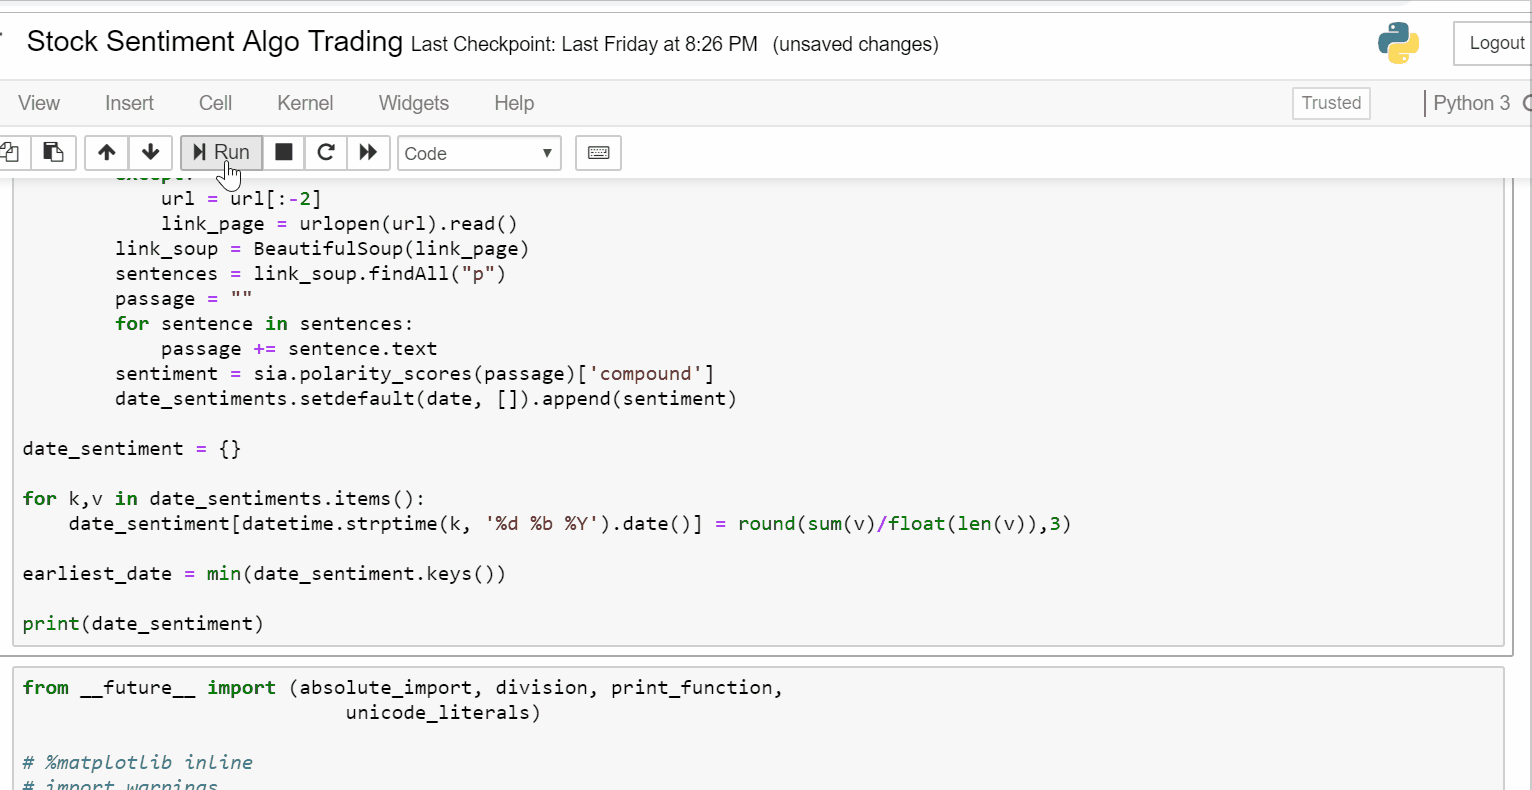 Stock Sentiment Algo Trading Last Checkpoint: Last Friday at 8:26 PM (unsaved changes)
Logout
View Insert Cell Kernel Widgets Help
Trusted
Python 3
Run
Code
except:
url = url[:-2]
link_page = urlopen(url).read()
link_soup = BeautifulSoup(link_page)
sentences = link_soup.findAll("p")
passage = ""
for sentence in sentences:
passage += sentence.text
sentiment = sia.polarity_scores(passage)['compound']
date_sentiments.setdefault(date, []).append(sentiment)
date_sentiment = {}
for k,v in date_sentiments.items():
date_sentiment[datetime.strptime(k, '%d %b %Y').date()] = round(sum(v)/float(len(v)),3)
earliest_date = min(date_sentiment.keys())
print(date_sentiment)
from __future__ import (absolute_import, division, print_function,
unicode_literals)
# %matplotlib inline
# import warnings